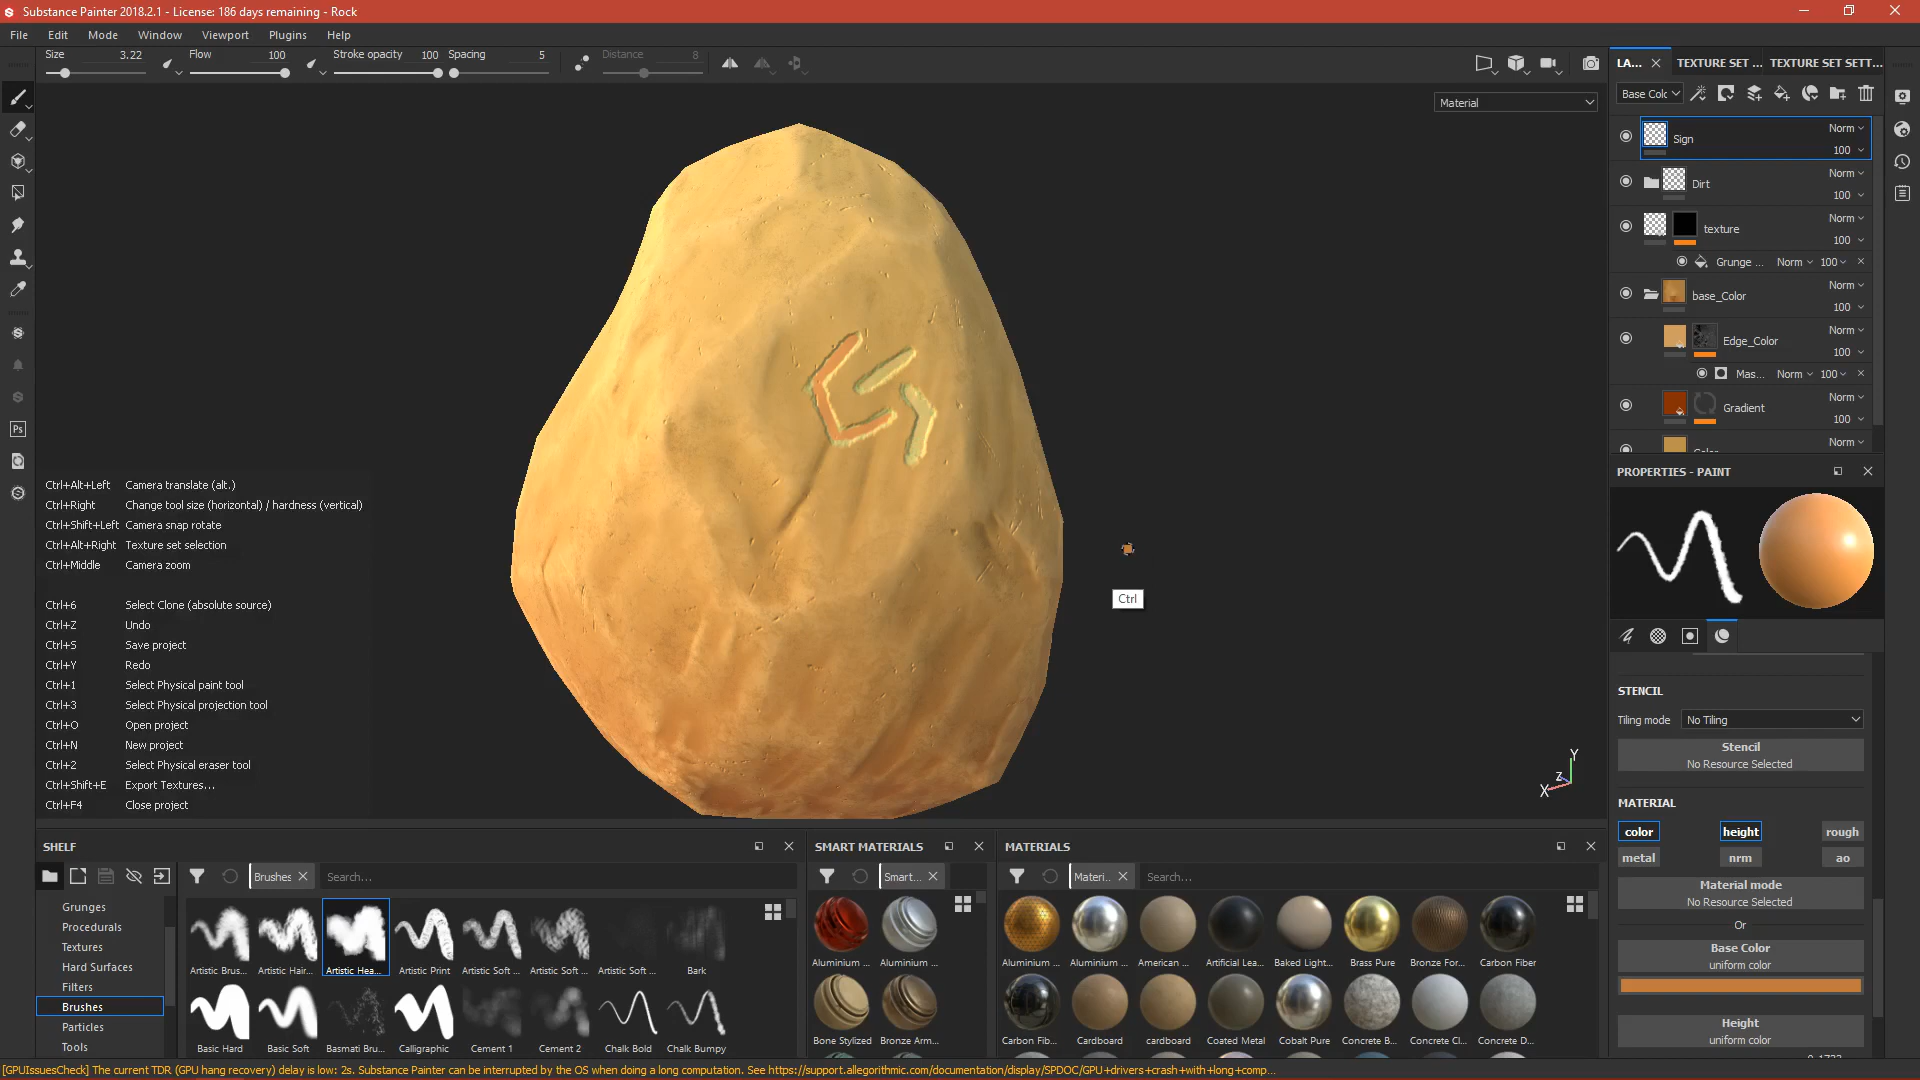 Substance Painter 2018.2.1 - License: 186 days remaining - Rock
File Edit Mode Window Viewport Plugins Help
Size 3.22 Flow 100 Stroke opacity 100 Spacing 5 Distance 8
Material
Ctrl+Alt+Left Camera translate (alt.)
Ctrl+Right Change tool size (horizontal) / hardness (vertical)
Ctrl+Shift+Left Camera snap rotate
Ctrl+Alt+Right Texture set selection
Ctrl+Middle Camera zoom
Ctrl+6 Select Clone (absolute source)
Ctrl+Z Undo
Ctrl+S Save project
Ctrl+Y Redo
Ctrl+1 Select Physical paint tool
Ctrl+3 Select Physical projection tool
Ctrl+O Open project
Ctrl+N New project
Ctrl+2 Select Physical eraser tool
Ctrl+Shift+E Export Textures...
Ctrl+F4 Close project
Ctrl
Y
Z
X
Ps
LA... TEXTURE SET ... TEXTURE SET SETT...
Base Colc
Sign Norm 100
Dirt Norm 100
texture Norm 100
Grunge ... Norm 100
base_Color Norm 100
Edge_Color Norm 100
Mas... Norm 100
Gradient Norm 100
Norm
PROPERTIES - PAINT
STENCIL
Tiling mode No Tiling
Stencil
No Resource Selected
MATERIAL
color height rough
metal nrm ao
Material mode
No Resource Selected
Or
Base Color
uniform color
Height
uniform color
SHELF
Brushes Search...
Grunges
Procedurals
Textures
Hard Surfaces
Filters
Brushes
Particles
Tools
Artistic Brus... Artistic Hair... Artistic Hea... Artistic Print Artistic Soft ... Artistic Soft ... Artistic Soft ... Bark
Basic Hard Basic Soft Basmati Bru... Calligraphic Cement 1 Cement 2 Chalk Bold Chalk Bumpy
SMART MATERIALS
Smart...
Aluminium ... Aluminium ...
Bone Stylized Bronze Arm...
MATERIALS
Materi.. Search...
Aluminium ... Aluminium ... American ... Artificial Lea... Baked Light... Brass Pure Bronze For... Carbon Fiber
Carbon Fib... Cardboard cardboard Coated Metal Cobalt Pure Concrete B... Concrete Cl... Concrete D...
[GPUIssuesCheck] The current TDR (GPU hang recovery) delay is low: 2s. Substance Painter can be interrupted by the OS when doing a long computation. See https://support.allegorithmic.com/documentation/display/SPDOC/GPU+drivers+crash+with+long+comp...